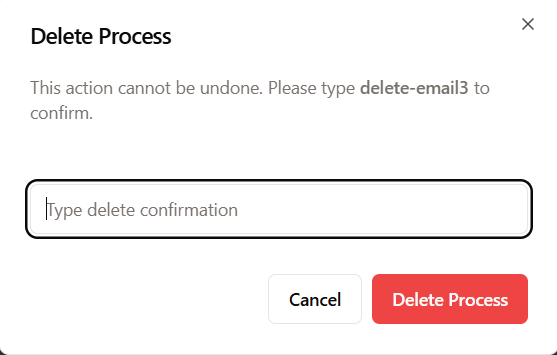 Delete Process
This action cannot be undone. Please type delete-email3 to
confirm.
Type delete confirmation
Cancel
Delete Process